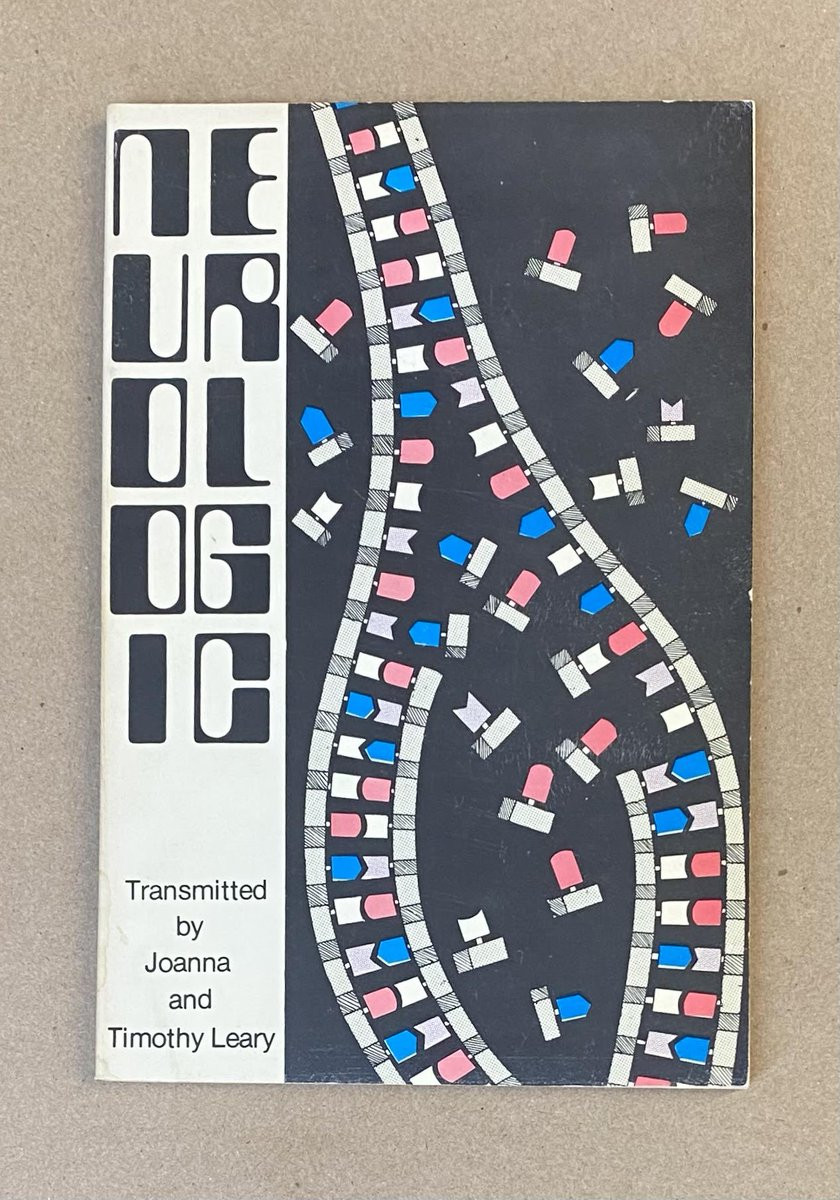 NE
UR
OL
OG
IC
Transmitted
by
Joanna
and
Timothy Leary